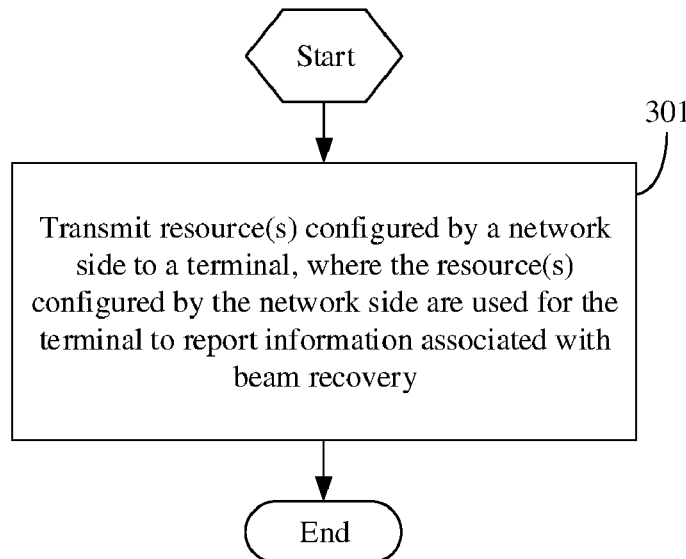 Start
301
Transmit resource(s) configured by a network
side to a terminal, where the resource(s)
configured by the network side are used for the
terminal to report information associated with
beam recovery
End